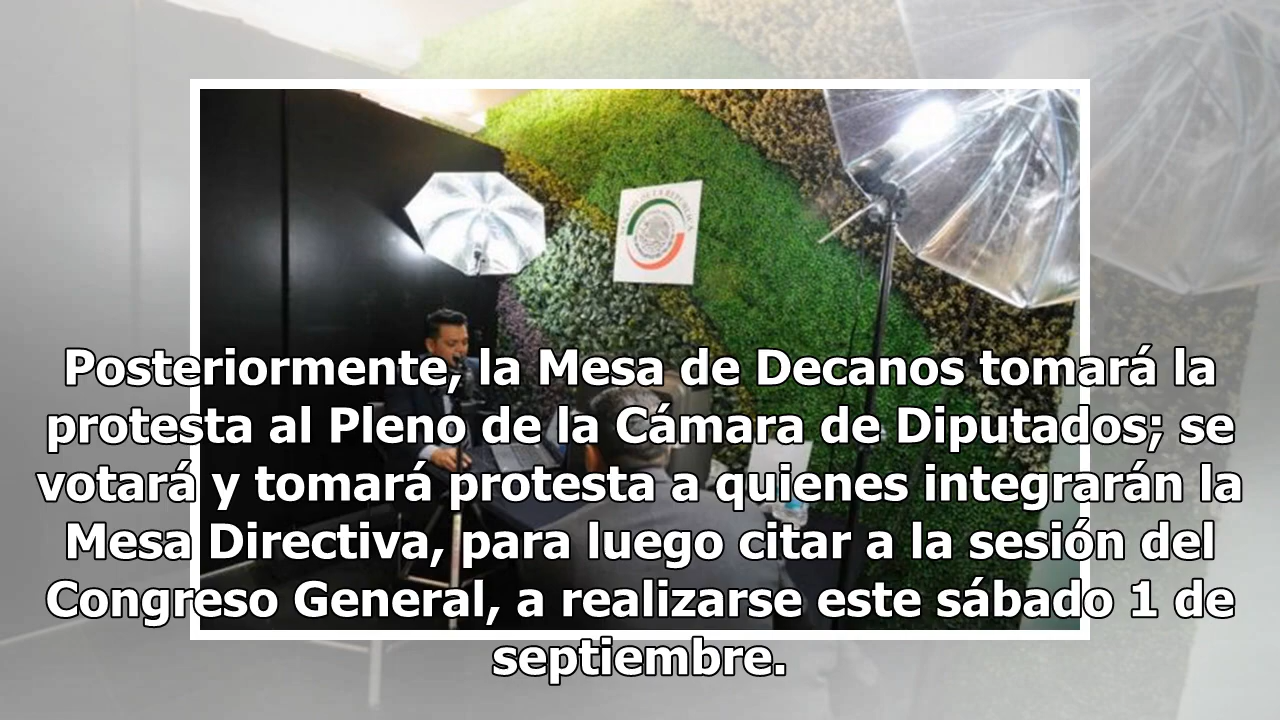 Posteriormente, la Mesa de Decanos tomará la
protesta al Pleno de la Cámara de Diputados; se
votará y tomará protesta a quienes integrarán la
Mesa Directiva, para luego citar a la sesión del
Congreso General, a realizarse este sábado 1 de
septiembre.